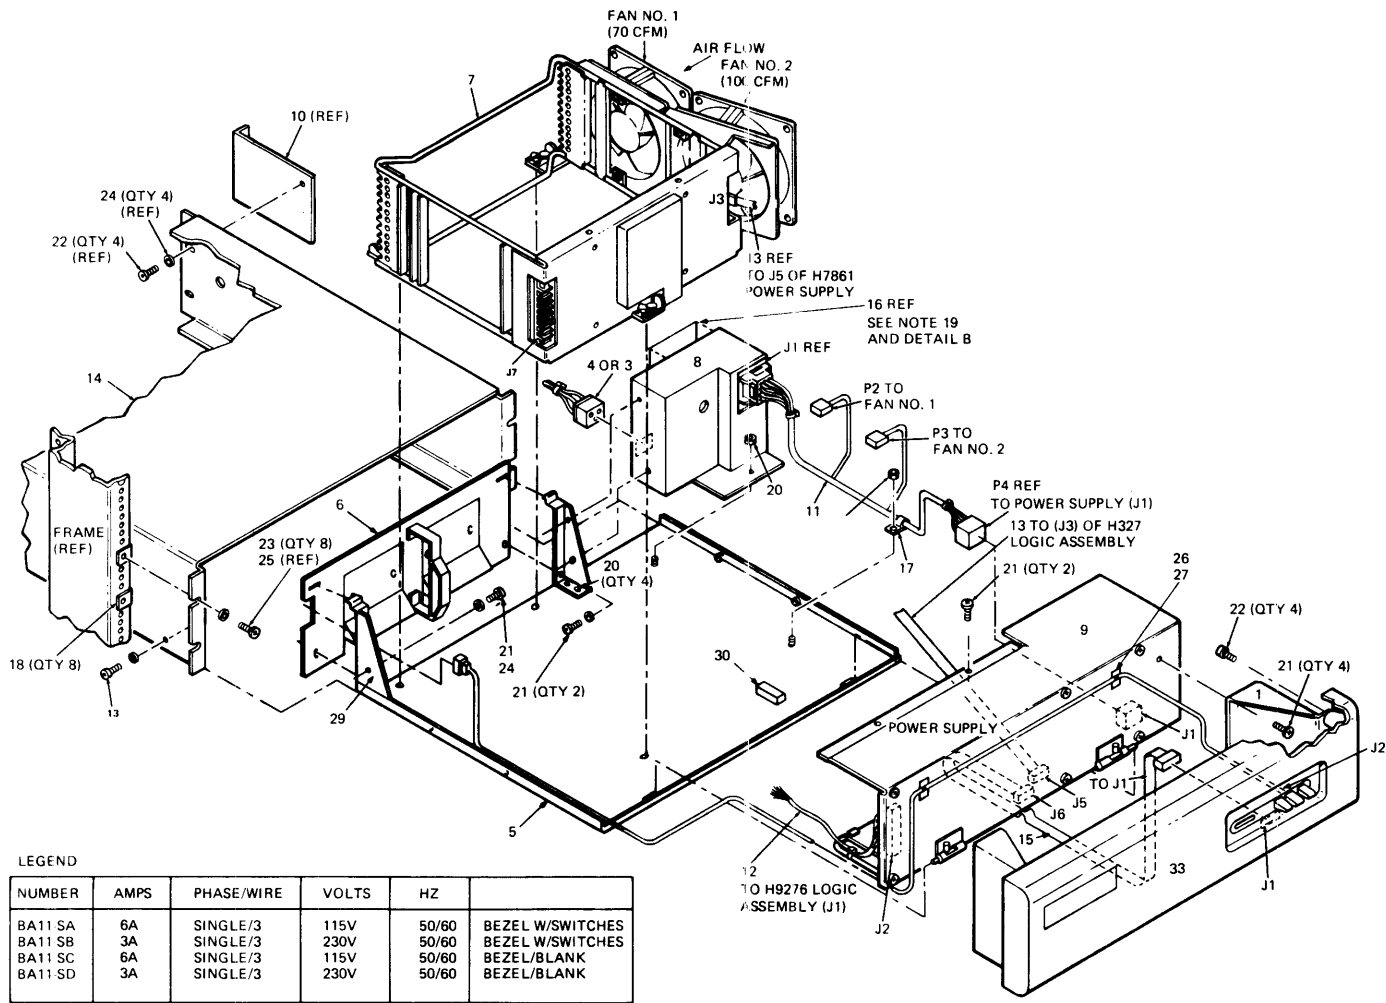 FAN NO. 1
(70 CFM)
AIR FLOW
FAN NO. 2
(100 CFM)
7
10 (REF)
24 (QTY 4)
(REF)
22 (QTY 4)
(REF)
J3
13 REF
TO J5 OF H7861
POWER SUPPLY
16 REF
SEE NOTE 19
AND DETAIL B
J1 REF
J7
4 OR 3
8
14
P2 TO
FAN NO. 1
P3 TO
FAN NO. 2
20
11
P4 REF
TO POWER SUPPLY (J1)
13 TO (J3) OF H327
LOGIC ASSEMBLY
6
C
C
FRAME
(REF)
23 (QTY 8)
25 (REF)
20
(QTY 4)
17
21 (QTY 2)
26
27
9
22 (QTY 4)
18 (QTY 8)
21
24
21 (QTY 2)
30
1
21 (QTY 4)
13
29
POWER SUPPLY
J1
J2
TO J1
J5
J6
5
15
12
TO H9276 LOGIC
ASSEMBLY (J1)
J2
33
J1
LEGEND
NUMBER AMPS PHASE/WIRE VOLTS HZ
BA11-SA 6A SINGLE/3 115V 50/60 BEZEL W/SWITCHES
BA11-SB 3A SINGLE/3 230V 50/60 BEZEL W/SWITCHES
BA11-SC 6A SINGLE/3 115V 50/60 BEZEL/BLANK
BA11-SD 3A SINGLE/3 230V 50/60 BEZEL/BLANK